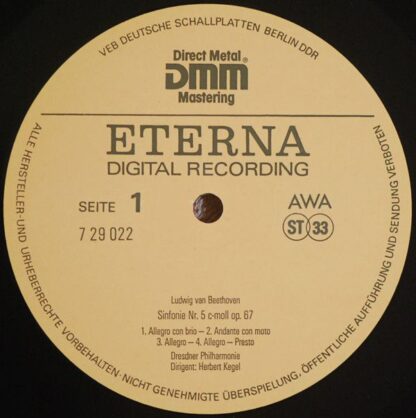 VEB DEUTSCHE SCHALLPLATTEN BERLIN DDR
Direct Metal
DMM®
Mastering
ETERNA
DIGITAL RECORDING
SEITE 1
AWA
7 29 022
ST 33
Ludwig van Beethoven
Sinfonie Nr. 5 c-moll op. 67
1. Allegro con brio – 2. Andante con moto
3. Allegro – 4. Allegro – Presto
Dresdner Philharmonie
Dirigent: Herbert Kegel
ALLE HERSTELLER- UND URHEBERRECHTE VORBEHALTEN · NICHT GENEHMIGTE ÜBERSPIELUNG, ÖFFENTLICHE AUFFÜHRUNG UND SENDUNG VERBOTEN